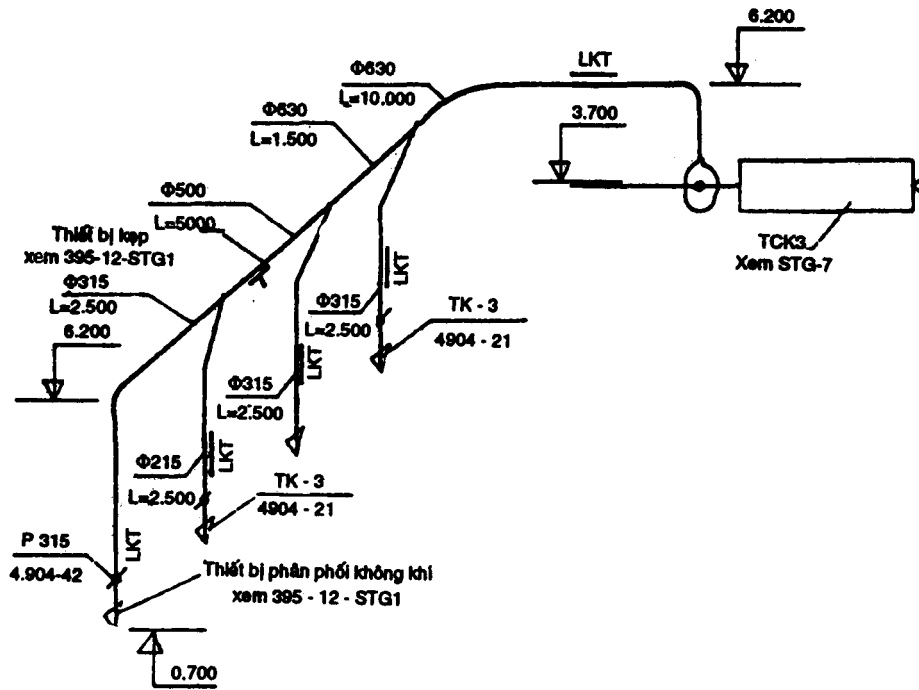 6.200
LKT
Φ630
L=10.000
3.700
Φ630
L=1.500
TCK3
Xem STG-7
Φ500
L=5000
Thiết bị kẹp
xem 395-12-STG1
Φ315
L=2.500
6.200
LKT
Φ315
L=2.500
TK - 3
4904 - 21
LKT
Φ315
L=2.500
LKT
Φ215
L=2.500
TK - 3
4904 - 21
LKT
P 315
4.904-42
Thiết bị phân phối không khí
xem 395 - 12 - STG1
0.700